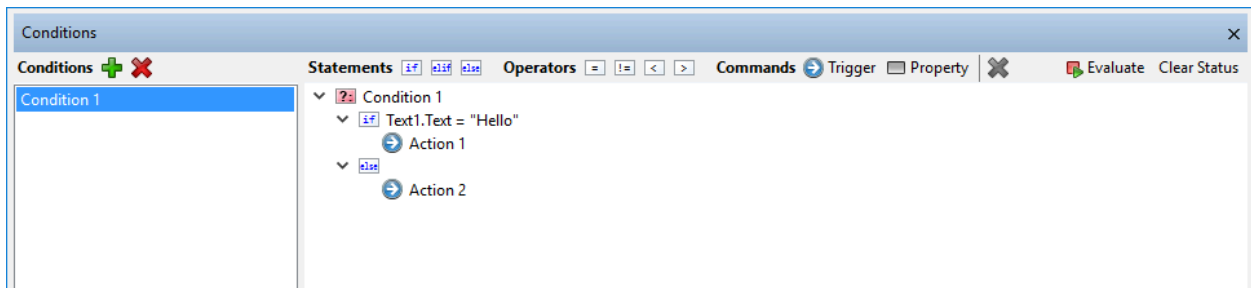 Conditions
Conditions Statements if elif else Operators = != < > Commands Trigger Property Evaluate Clear Status
Condition 1
?: Condition 1
if Text1.Text = "Hello"
Action 1
else
Action 2